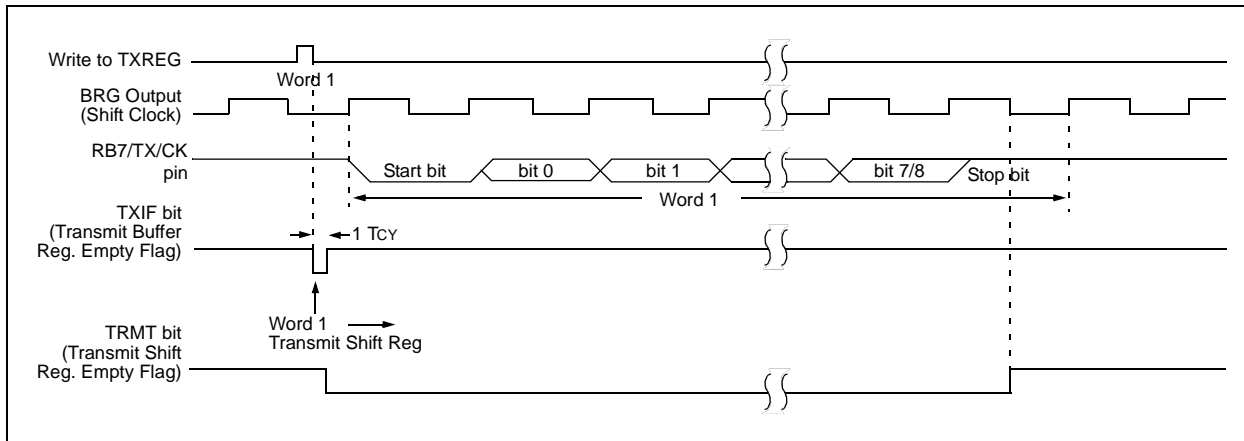 Write to TXREG
Word 1
BRG Output
(Shift Clock)
RB7/TX/CK
pin
Start bit
bit 0
bit 1
bit 7/8
Stop bit
Word 1
TXIF bit
(Transmit Buffer
Reg. Empty Flag)
1 TCY
Word 1
Transmit Shift Reg
TRMT bit
(Transmit Shift
Reg. Empty Flag)